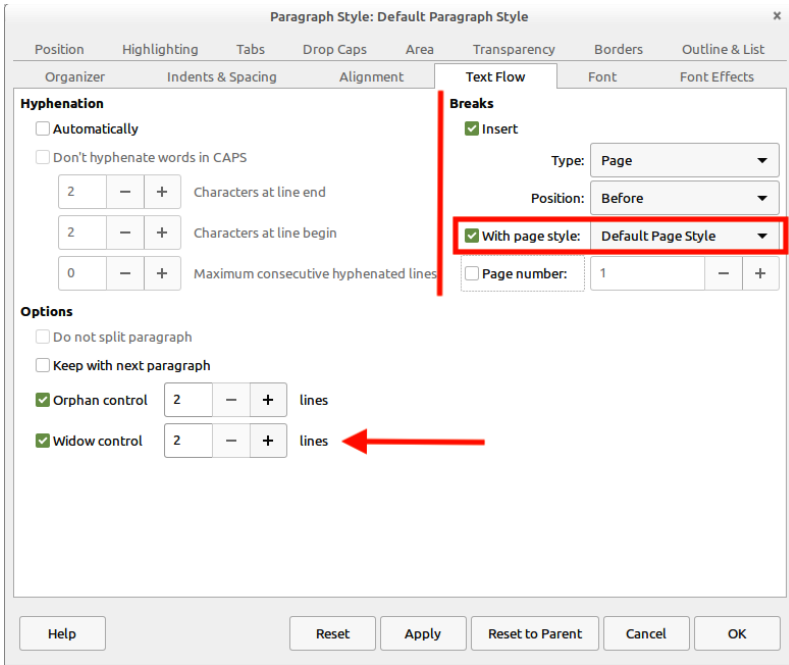 Paragraph Style: Default Paragraph Style x
Position Highlighting Tabs Drop Caps Area Transparency Borders Outline & List
Organizer Indents & Spacing Alignment Text Flow Font Font Effects
Hyphenation
Automatically
Don't hyphenate words in CAPS
2 − + Characters at line end
2 − + Characters at line begin
0 − + Maximum consecutive hyphenated lines
Breaks
Insert
Type: Page
Position: Before
With page style: Default Page Style
Page number: 1 − +
Options
Do not split paragraph
Keep with next paragraph
Orphan control 2 − + lines
Widow control 2 − + lines
Help Reset Apply Reset to Parent Cancel OK